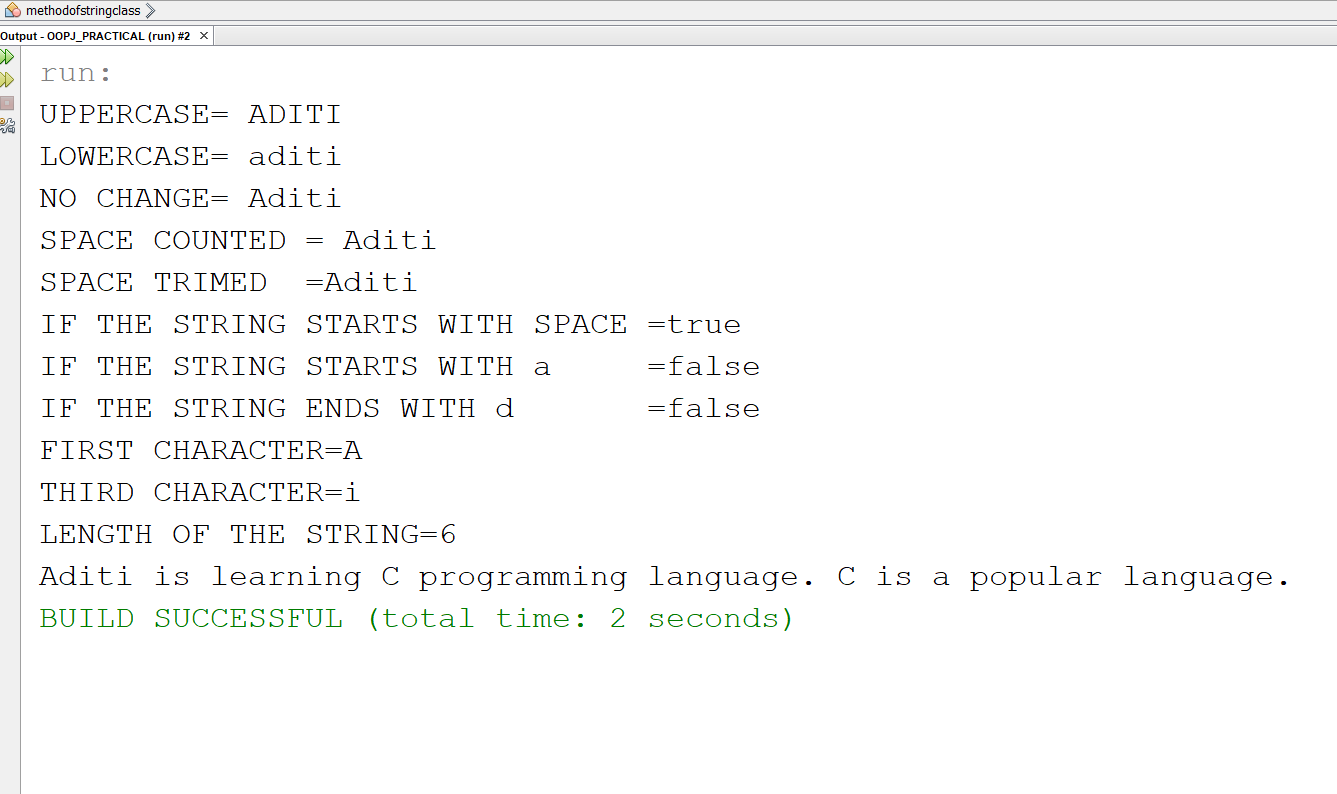 methodofstringclass
Output - OOPJ_PRACTICAL (run) #2
run:
UPPERCASE= ADITI
LOWERCASE= aditi
NO CHANGE= Aditi
SPACE COUNTED = Aditi
SPACE TRIMED  =Aditi
IF THE STRING STARTS WITH SPACE =true
IF THE STRING STARTS WITH a     =false
IF THE STRING ENDS WITH d       =false
FIRST CHARACTER=A
THIRD CHARACTER=i
LENGTH OF THE STRING=6
Aditi is learning C programming language. C is a popular language.
BUILD SUCCESSFUL (total time: 2 seconds)